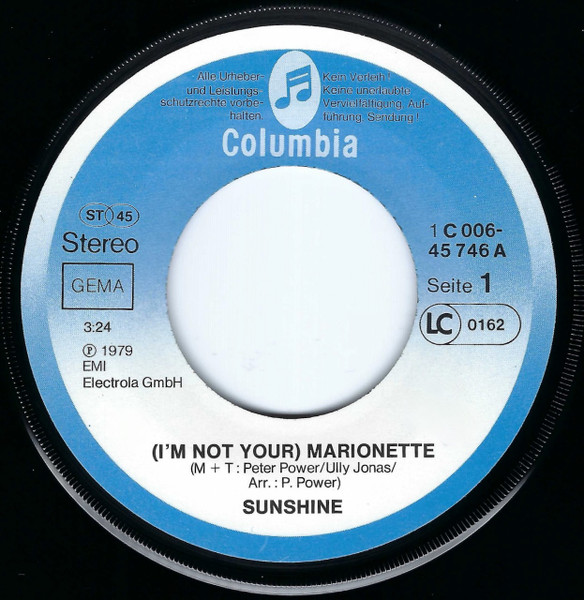 - Alle Urheber-
und Leistungs-
schutzrechte vorbe-
halten.
Kein Verleih!
Keine unerlaubte
Vervielfältigung, Auf-
führung, Sendung!
Columbia
ST 45
Stereo
GEMA
3:24
℗ 1979
EMI
Electrola GmbH
1 C 006-
45 746 A
Seite 1
LC 0162
(I'M NOT YOUR) MARIONETTE
(M + T : Peter Power/Ully Jonas/
Arr. : P. Power)
SUNSHINE